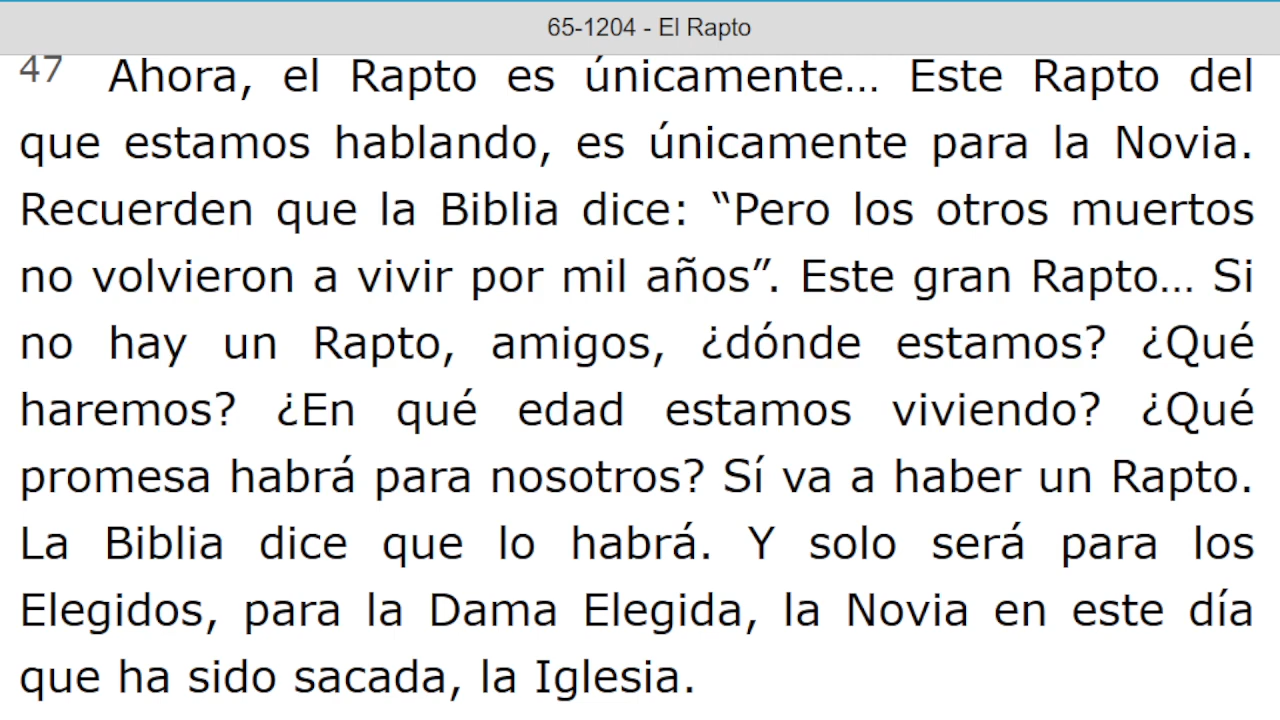 65-1204 - El Rapto
47 Ahora, el Rapto es únicamente... Este Rapto del
que estamos hablando, es únicamente para la Novia.
Recuerden que la Biblia dice: “Pero los otros muertos
no volvieron a vivir por mil años”. Este gran Rapto... Si
no hay un Rapto, amigos, ¿dónde estamos? ¿Qué
haremos? ¿En qué edad estamos viviendo? ¿Qué
promesa habrá para nosotros? Sí va a haber un Rapto.
La Biblia dice que lo habrá. Y solo será para los
Elegidos, para la Dama Elegida, la Novia en este día
que ha sido sacada, la Iglesia.